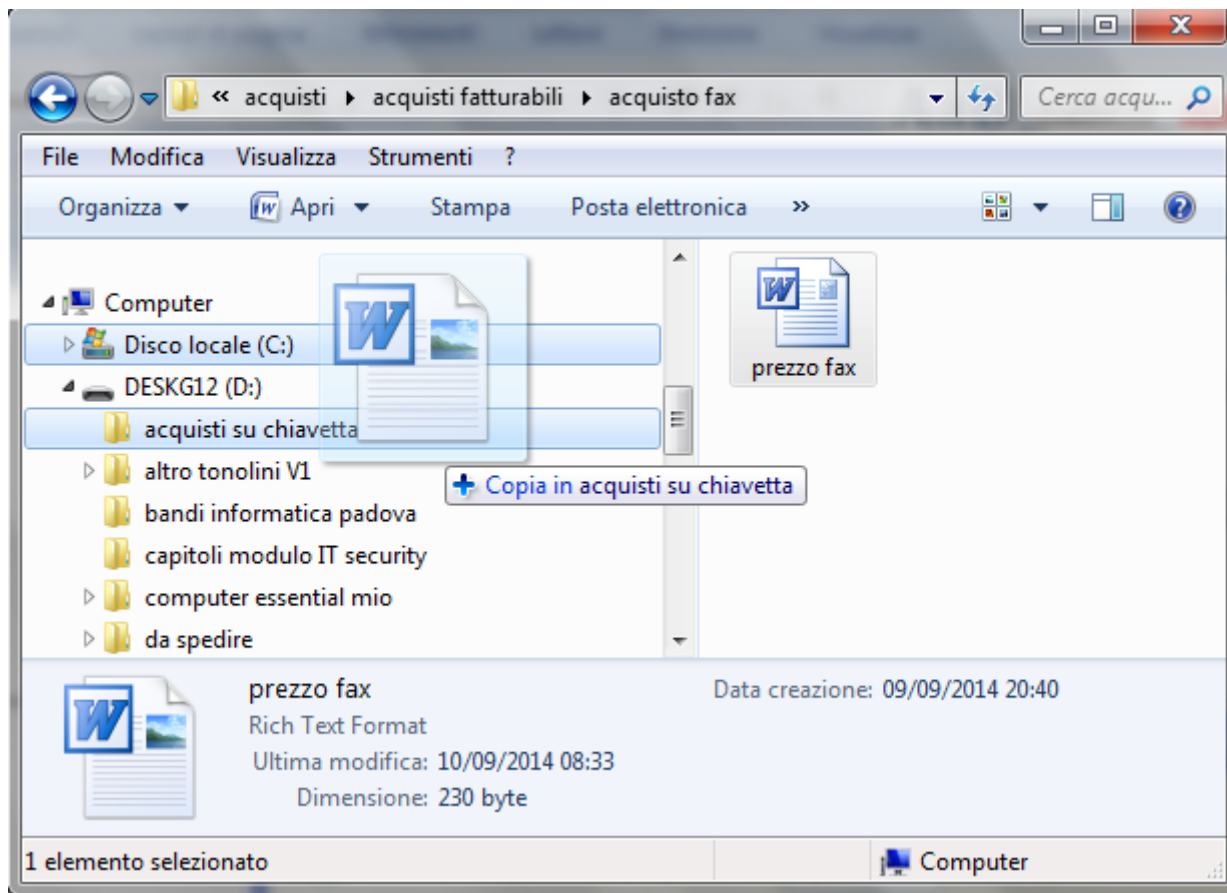 « acquisti ▸ acquisti fatturabili ▸ acquisto fax
Cerca acqu...
File Modifica Visualizza Strumenti ?
Organizza Apri Stampa Posta elettronica »
Computer
Disco locale (C:)
DESKG12 (D:)
acquisti su chiavetta
altro tonolini V1
bandi informatica padova
capitoli modulo IT security
computer essential mio
da spedire
Copia in acquisti su chiavetta
prezzo fax
prezzo fax
Rich Text Format
Ultima modifica: 10/09/2014 08:33
Dimensione: 230 byte
Data creazione: 09/09/2014 20:40
1 elemento selezionato
Computer